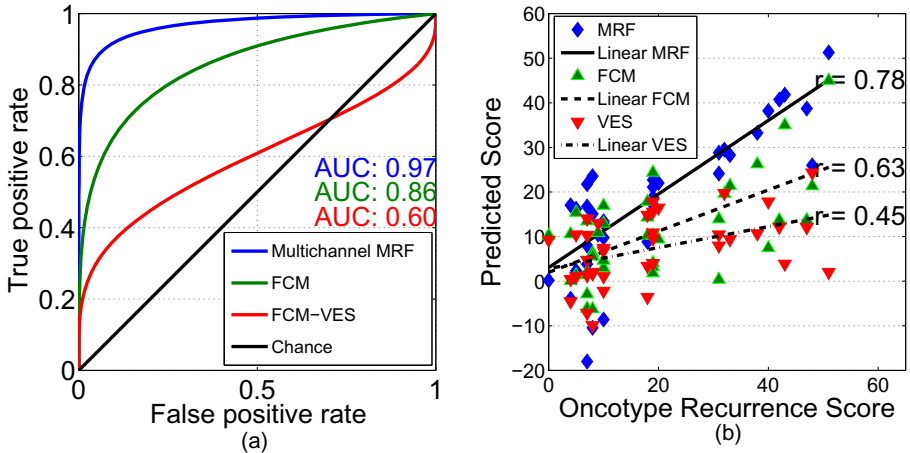 True positive rate
1
0.8
0.6
0.4
0.2
0
0
0.5
1
False positive rate
AUC: 0.97
AUC: 0.86
AUC: 0.60
Multichannel MRF
FCM
FCM-VES
Chance
(a)
Predicted Score
60
50
40
30
20
10
0
−10
−20
0
20
40
60
Oncotype Recurrence Score
MRF
Linear MRF
FCM
Linear FCM
VES
Linear VES
r = 0.78
r = 0.63
r = 0.45
(b)